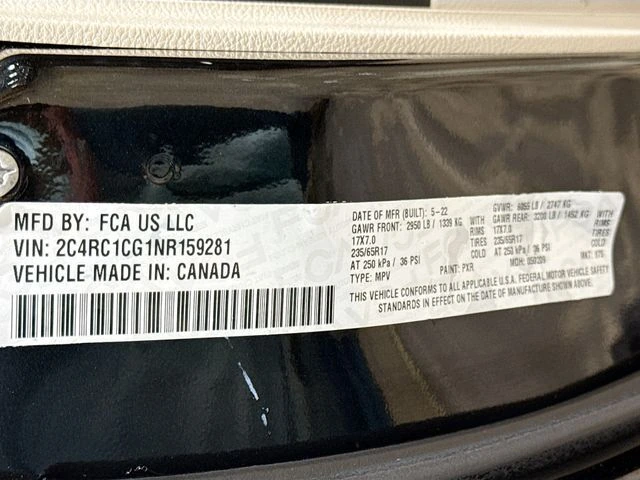 MFD BY: FCA US LLC
VIN: 2C4RC1CG1NR159281
VEHICLE MADE IN: CANADA
DATE OF MFR (BUILT): 5-22
GAWR FRONT: 2950 LB / 1339 KG WITH
17X7.0 RIMS
235/65R17 TIRES
AT 250 kPa / 36 PSI COLD
TYPE: MPV PAINT: PXR
GVWR: 6055 LB / 2747 KG
GAWR REAR: 3200 LB / 1452 KG WITH
17X7.0 RIMS
235/65R17 TIRES
AT 250 kPa / 36 PSI COLD
MDH: 050209
THIS VEHICLE CONFORMS TO ALL APPLICABLE U.S.A. FEDERAL MOTOR VEHICLE SAFETY
STANDARDS IN EFFECT ON THE DATE OF MANUFACTURE SHOWN ABOVE.